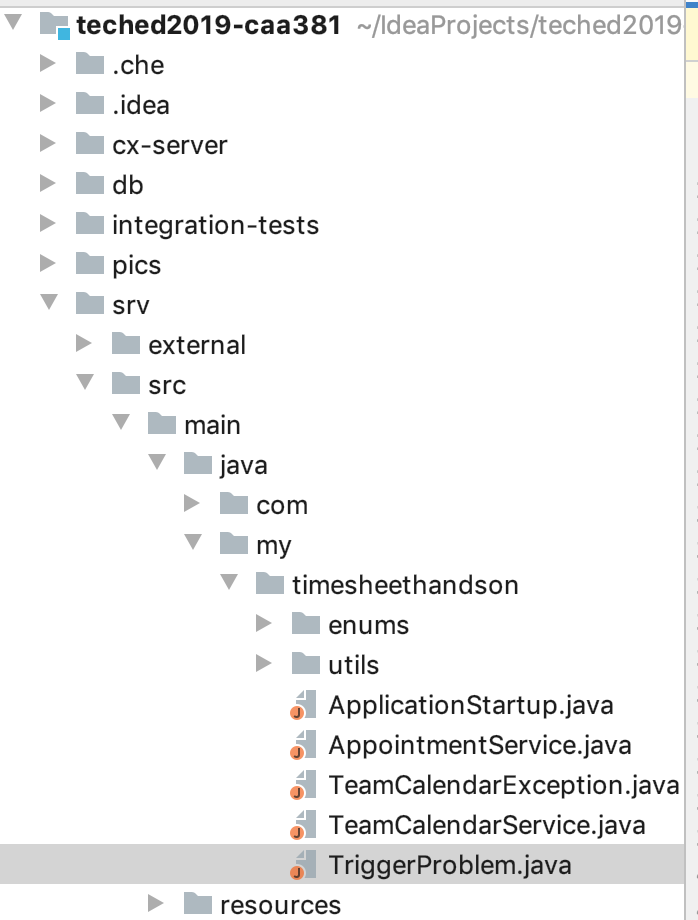 teched2019-caa381 ~/IdeaProjects/teched2019
.che
.idea
cx-server
db
integration-tests
pics
srv
external
src
main
java
com
my
timesheethandson
enums
utils
ApplicationStartup.java
AppointmentService.java
TeamCalendarException.java
TeamCalendarService.java
TriggerProblem.java
resources